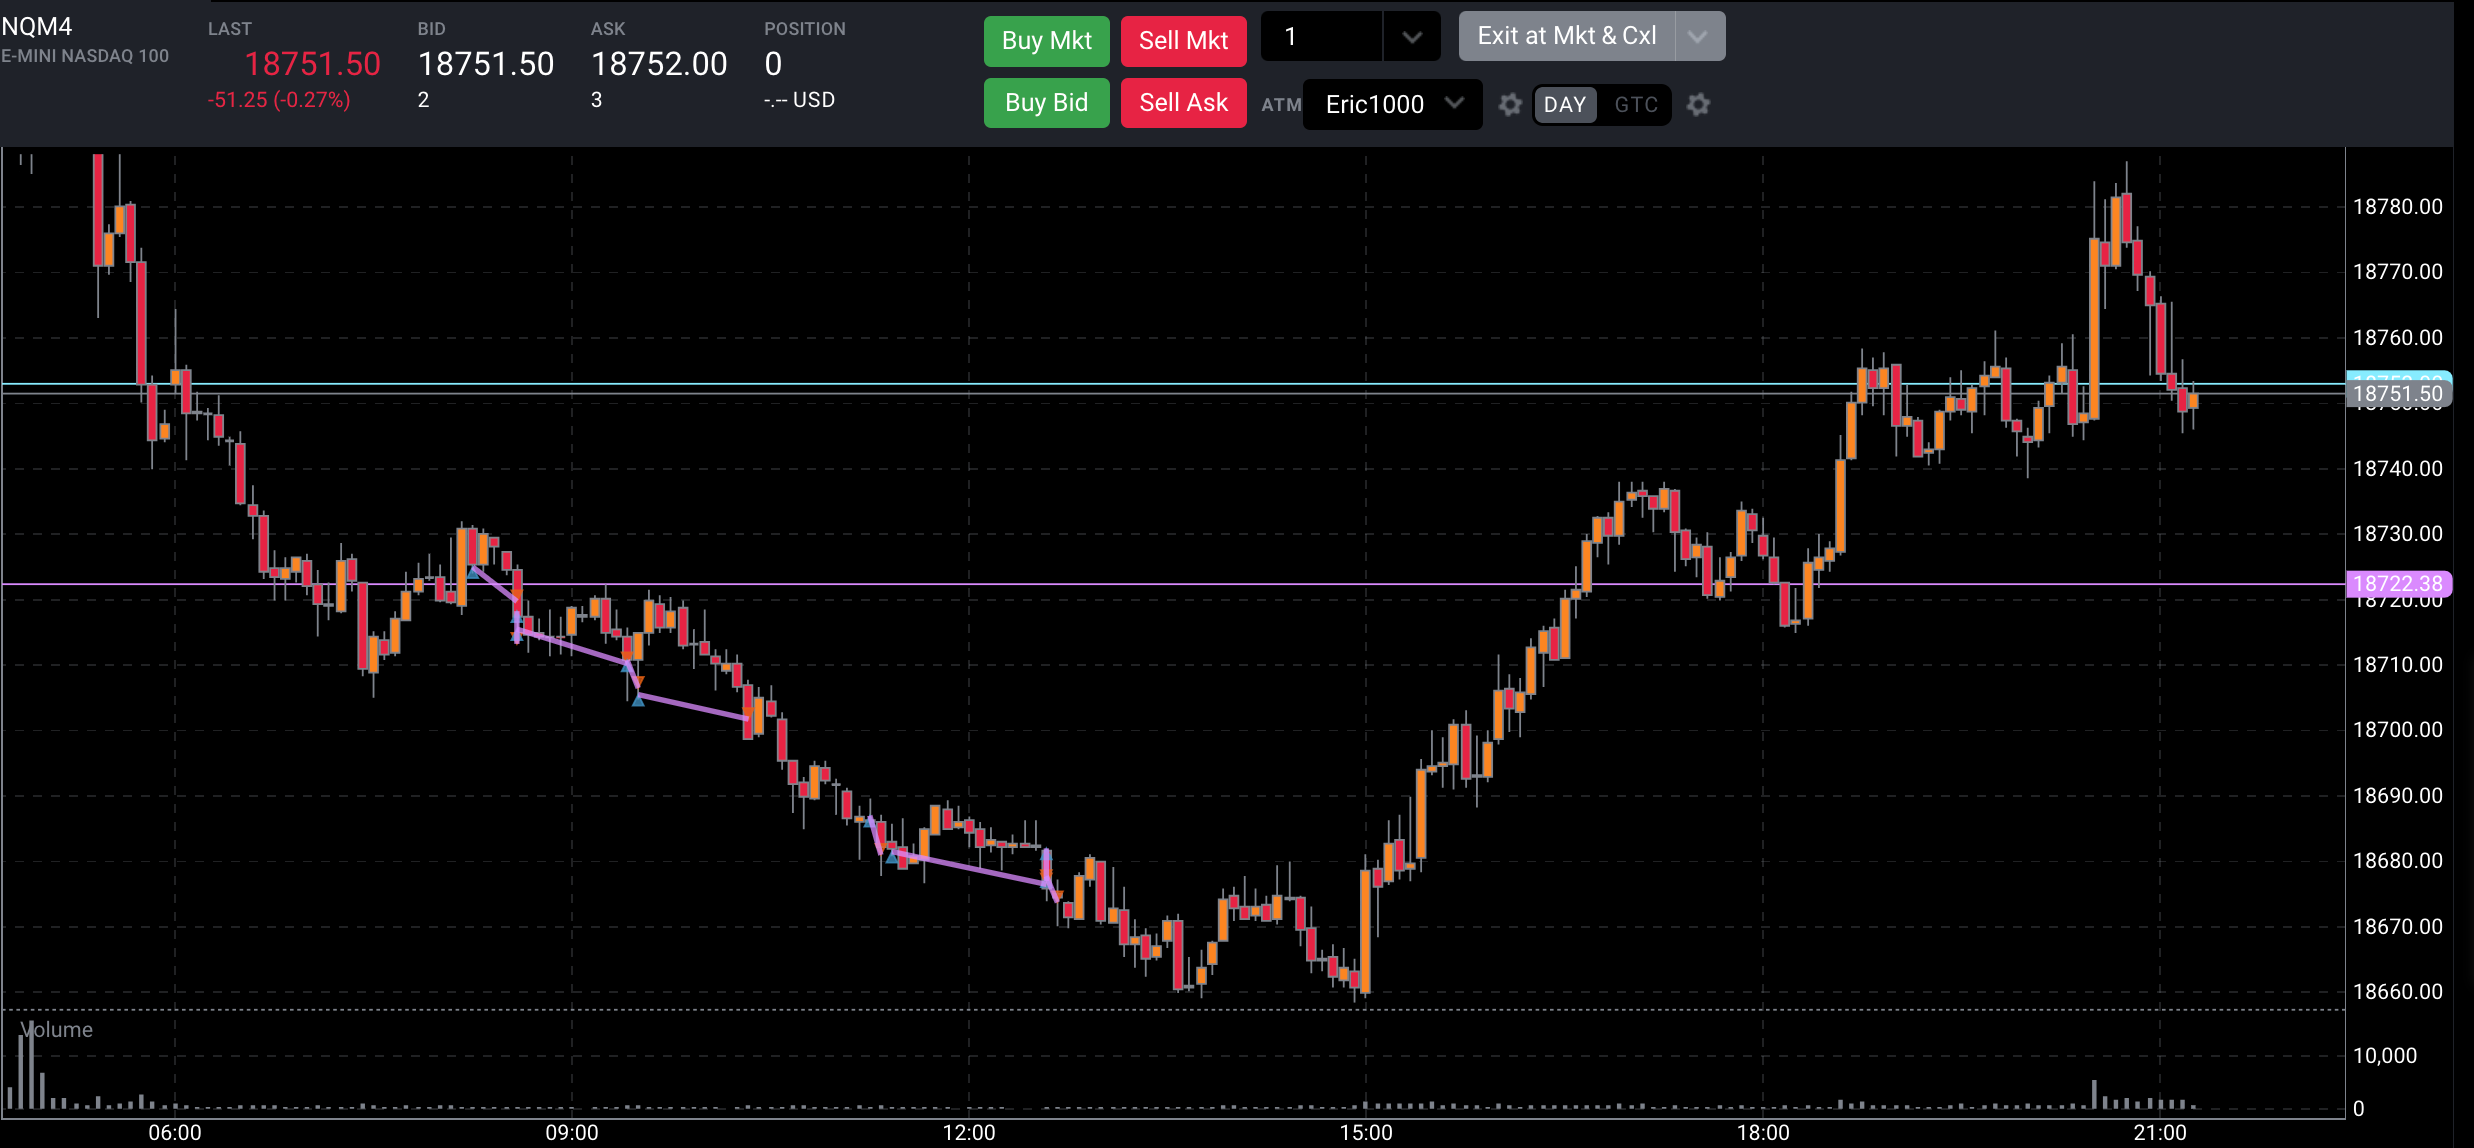 NQM4
E-MINI NASDAQ 100
LAST
18751.50
-51.25 (-0.27%)
BID
18751.50
2
ASK
18752.00
3
POSITION
0
-.-- USD
Buy Mkt
Sell Mkt
1
Exit at Mkt & Cxl
Buy Bid
Sell Ask
ATM
Eric1000
DAY
GTC
18780.00
18770.00
18760.00
18751.50
18740.00
18730.00
18722.38
18720.00
18710.00
18700.00
18690.00
18680.00
18670.00
18660.00
Volume
10,000
0
06:00
09:00
12:00
15:00
18:00
21:00